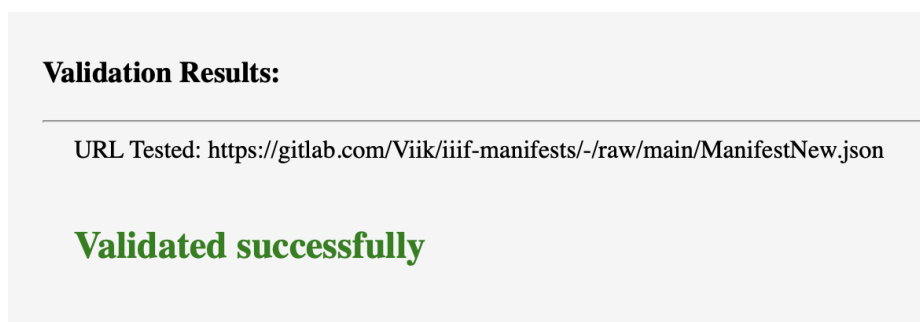 Validation Results:
URL Tested: https://gitlab.com/Viik/iiif-manifests/-/raw/main/ManifestNew.json
Validated successfully